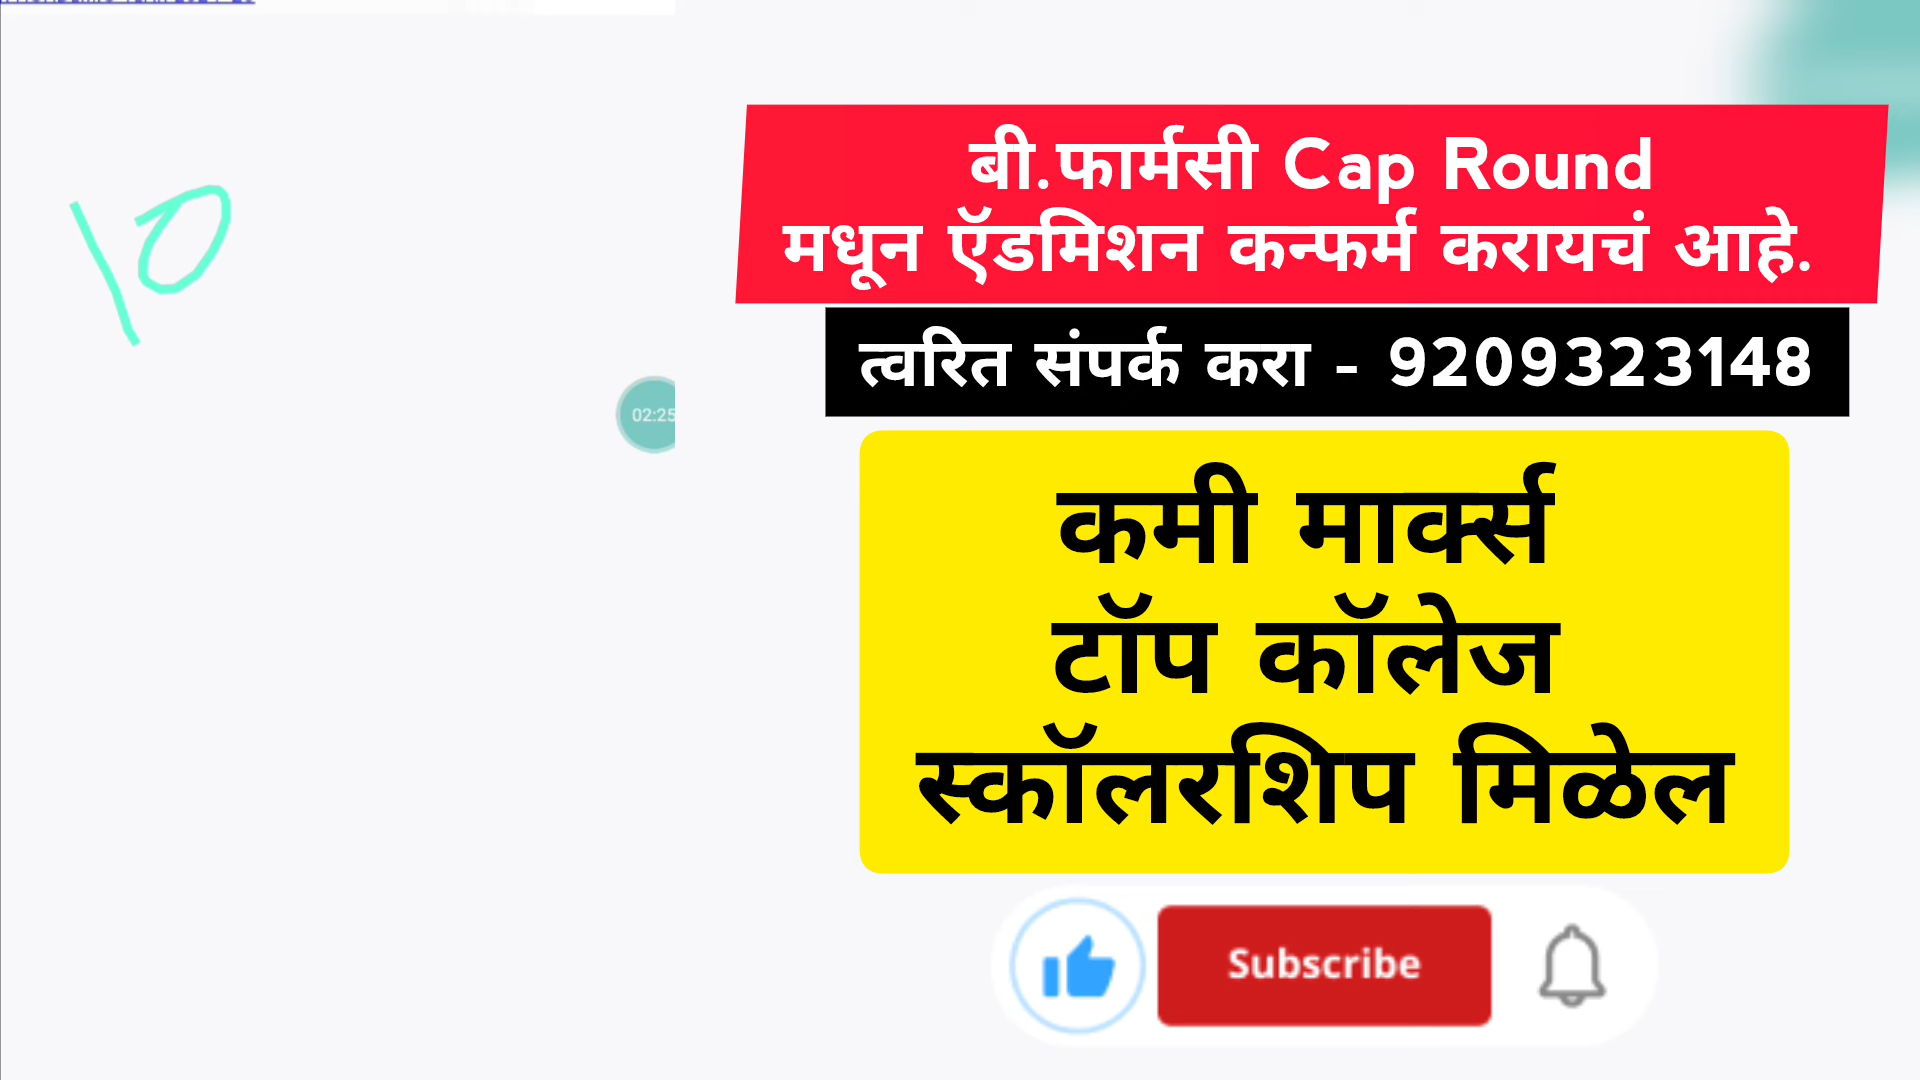 10
02:25
बी.फार्मसी Cap Round
मधून ऍडमिशन कन्फर्म करायचं आहे.
त्वरित संपर्क करा - 9209323148
कमी मार्क्स
टॉप कॉलेज
स्कॉलरशिप मिळेल
Subscribe